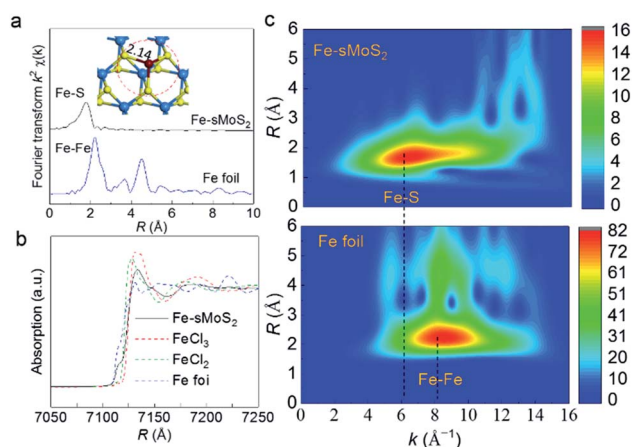 a
2.14
Fe-S
Fe-sMoS2
Fe-Fe
Fe foil
Fourier transform k² χ(k)
0 2 4 6 8 10
R (Å)
b
Absorption (a.u.)
Fe-sMoS2
FeCl3
FeCl2
Fe foi
7050 7100 7150 7200 7250
R (Å)
c
Fe-sMoS2
R (Å)
6
5
4
3
2
1
0
Fe-S
16
14
12
10
8
6
4
2
0
Fe foil
R (Å)
6
5
4
3
2
1
0
Fe-Fe
0 2 4 6 8 10 12 14 16
k (Å⁻¹)
82
71
61
51
41
31
20
10
0